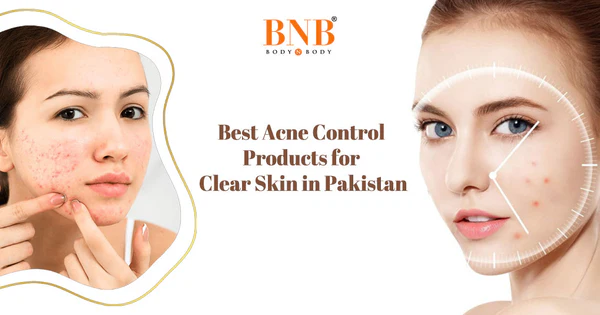 BNB®
BODY N BODY
Best Acne Control
Products for
Clear Skin in Pakistan